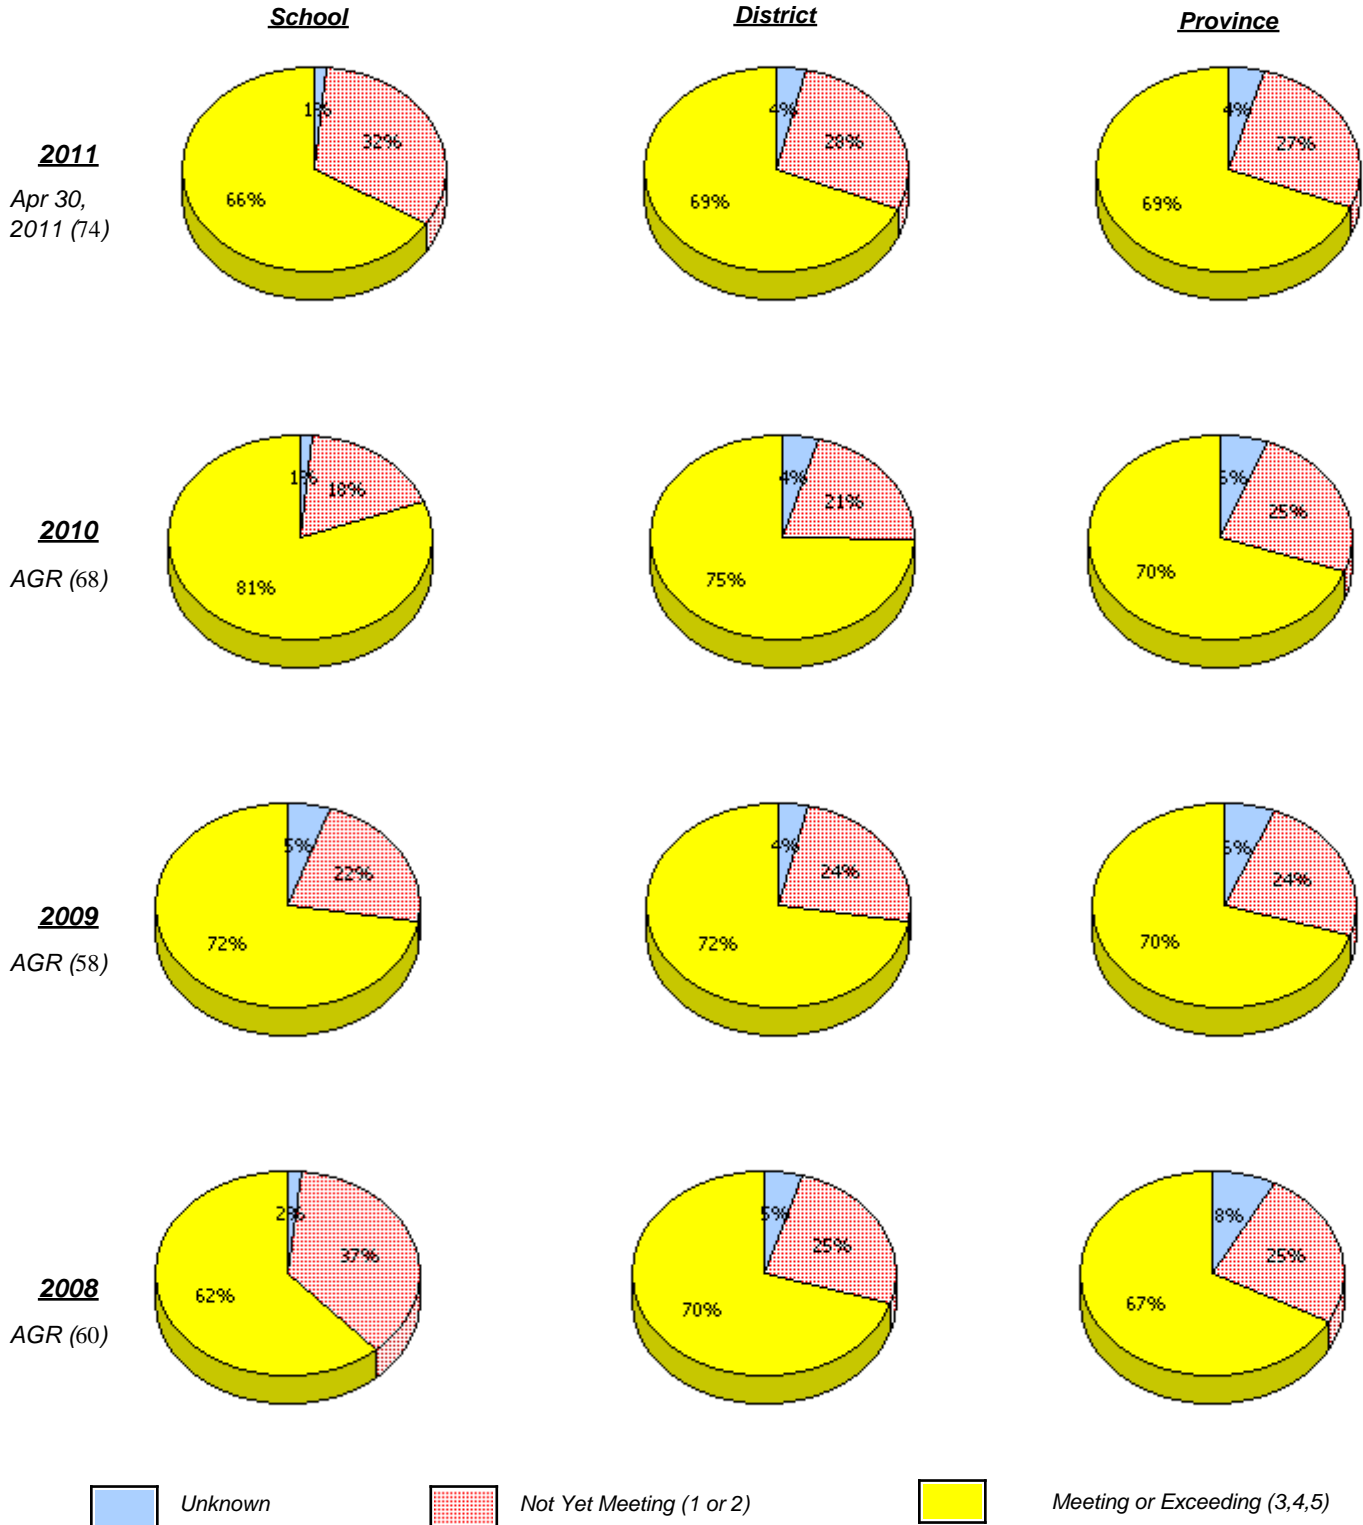 School District Province
1% 32% 66%
4% 28% 69%
4% 27% 69%
2011
Apr 30,
2011 (74)
1% 18% 81%
4% 21% 75%
25% 70%
2010
AGR (68)
5% 22% 72%
4% 24% 72%
24% 70%
2009
AGR (58)
2% 37% 62%
5% 25% 70%
8% 25% 67%
2008
AGR (60)
Unknown Not Yet Meeting (1 or 2) Meeting or Exceeding (3,4,5)